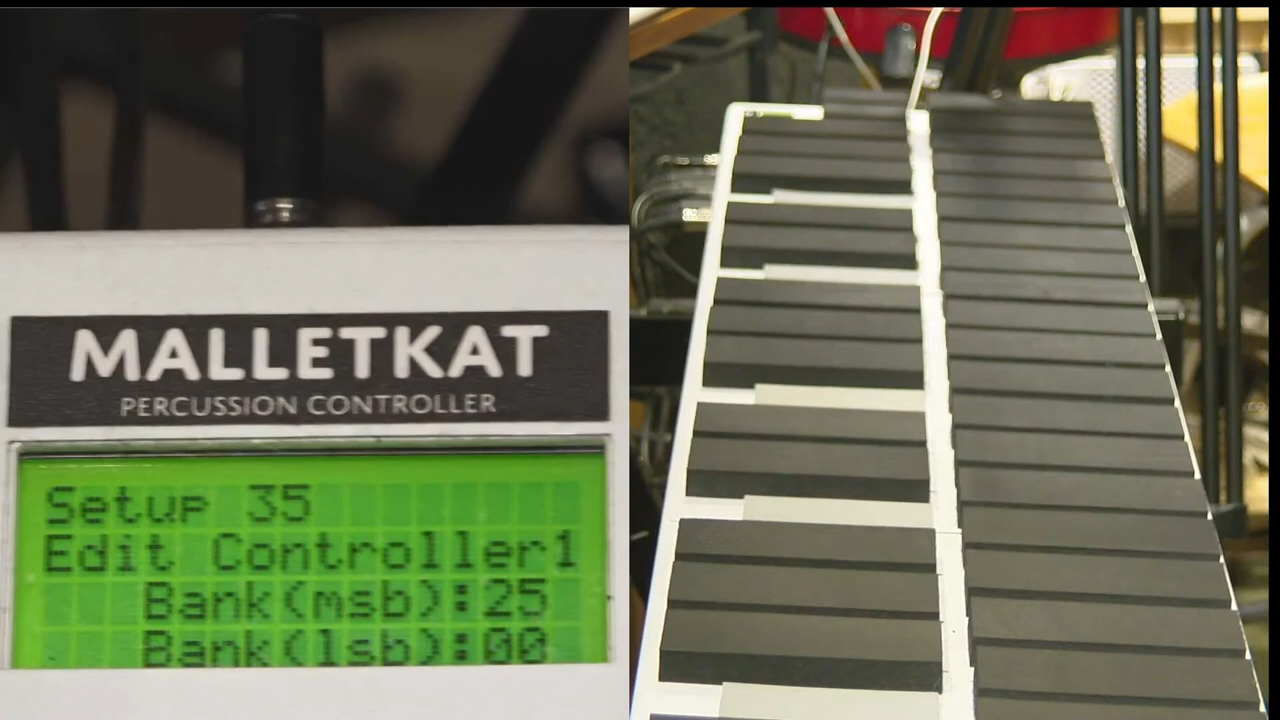 MALLETKAT
PERCUSSION CONTROLLER
Setup 35
Edit Controller1
Bank(msb):25
Bank(lsb):00